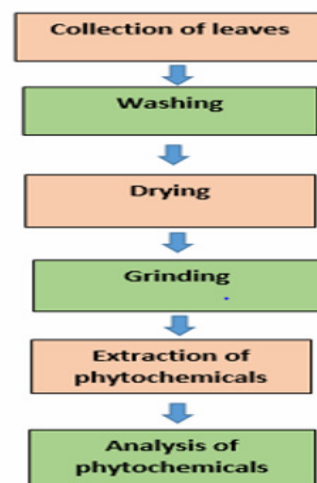 Collection of leaves
Washing
Drying
Grinding
Extraction of
phytochemicals
Analysis of
phytochemicals